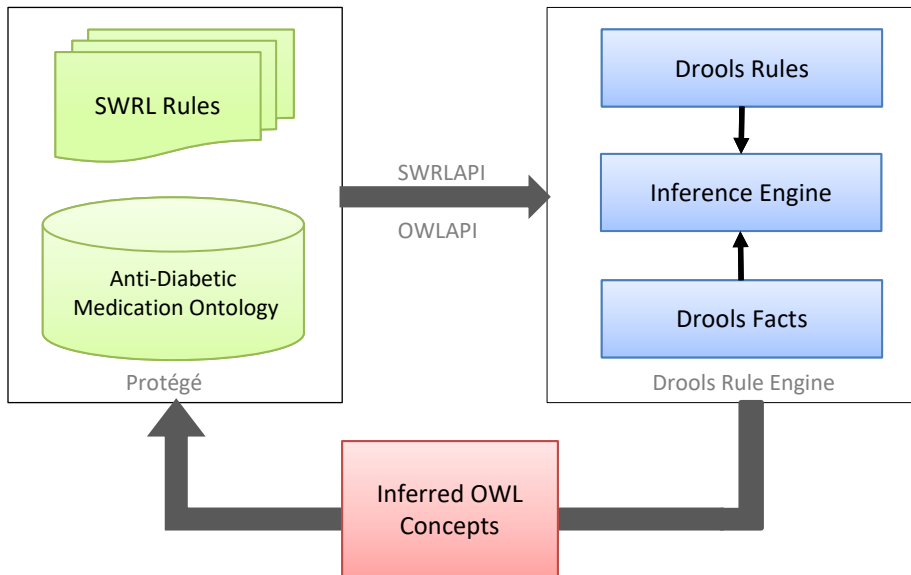 SWRL Rules
Anti-Diabetic
Medication Ontology
Protégé
SWRLAPI
OWLAPI
Drools Rules
Inference Engine
Drools Facts
Drools Rule Engine
Inferred OWL
Concepts